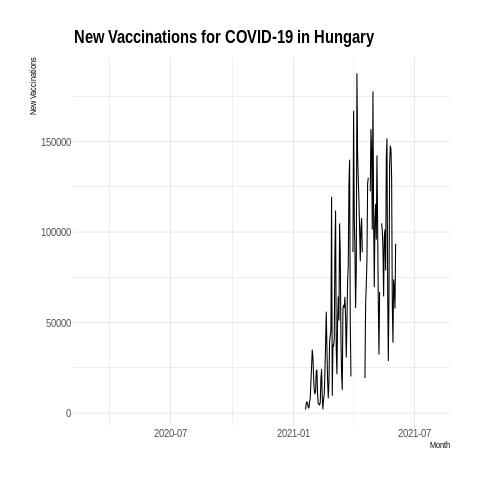 New Vaccinations for COVID-19 in Hungary
New Vaccinations
150000
100000
50000
0
2020-07
2021-01
2021-07
Month